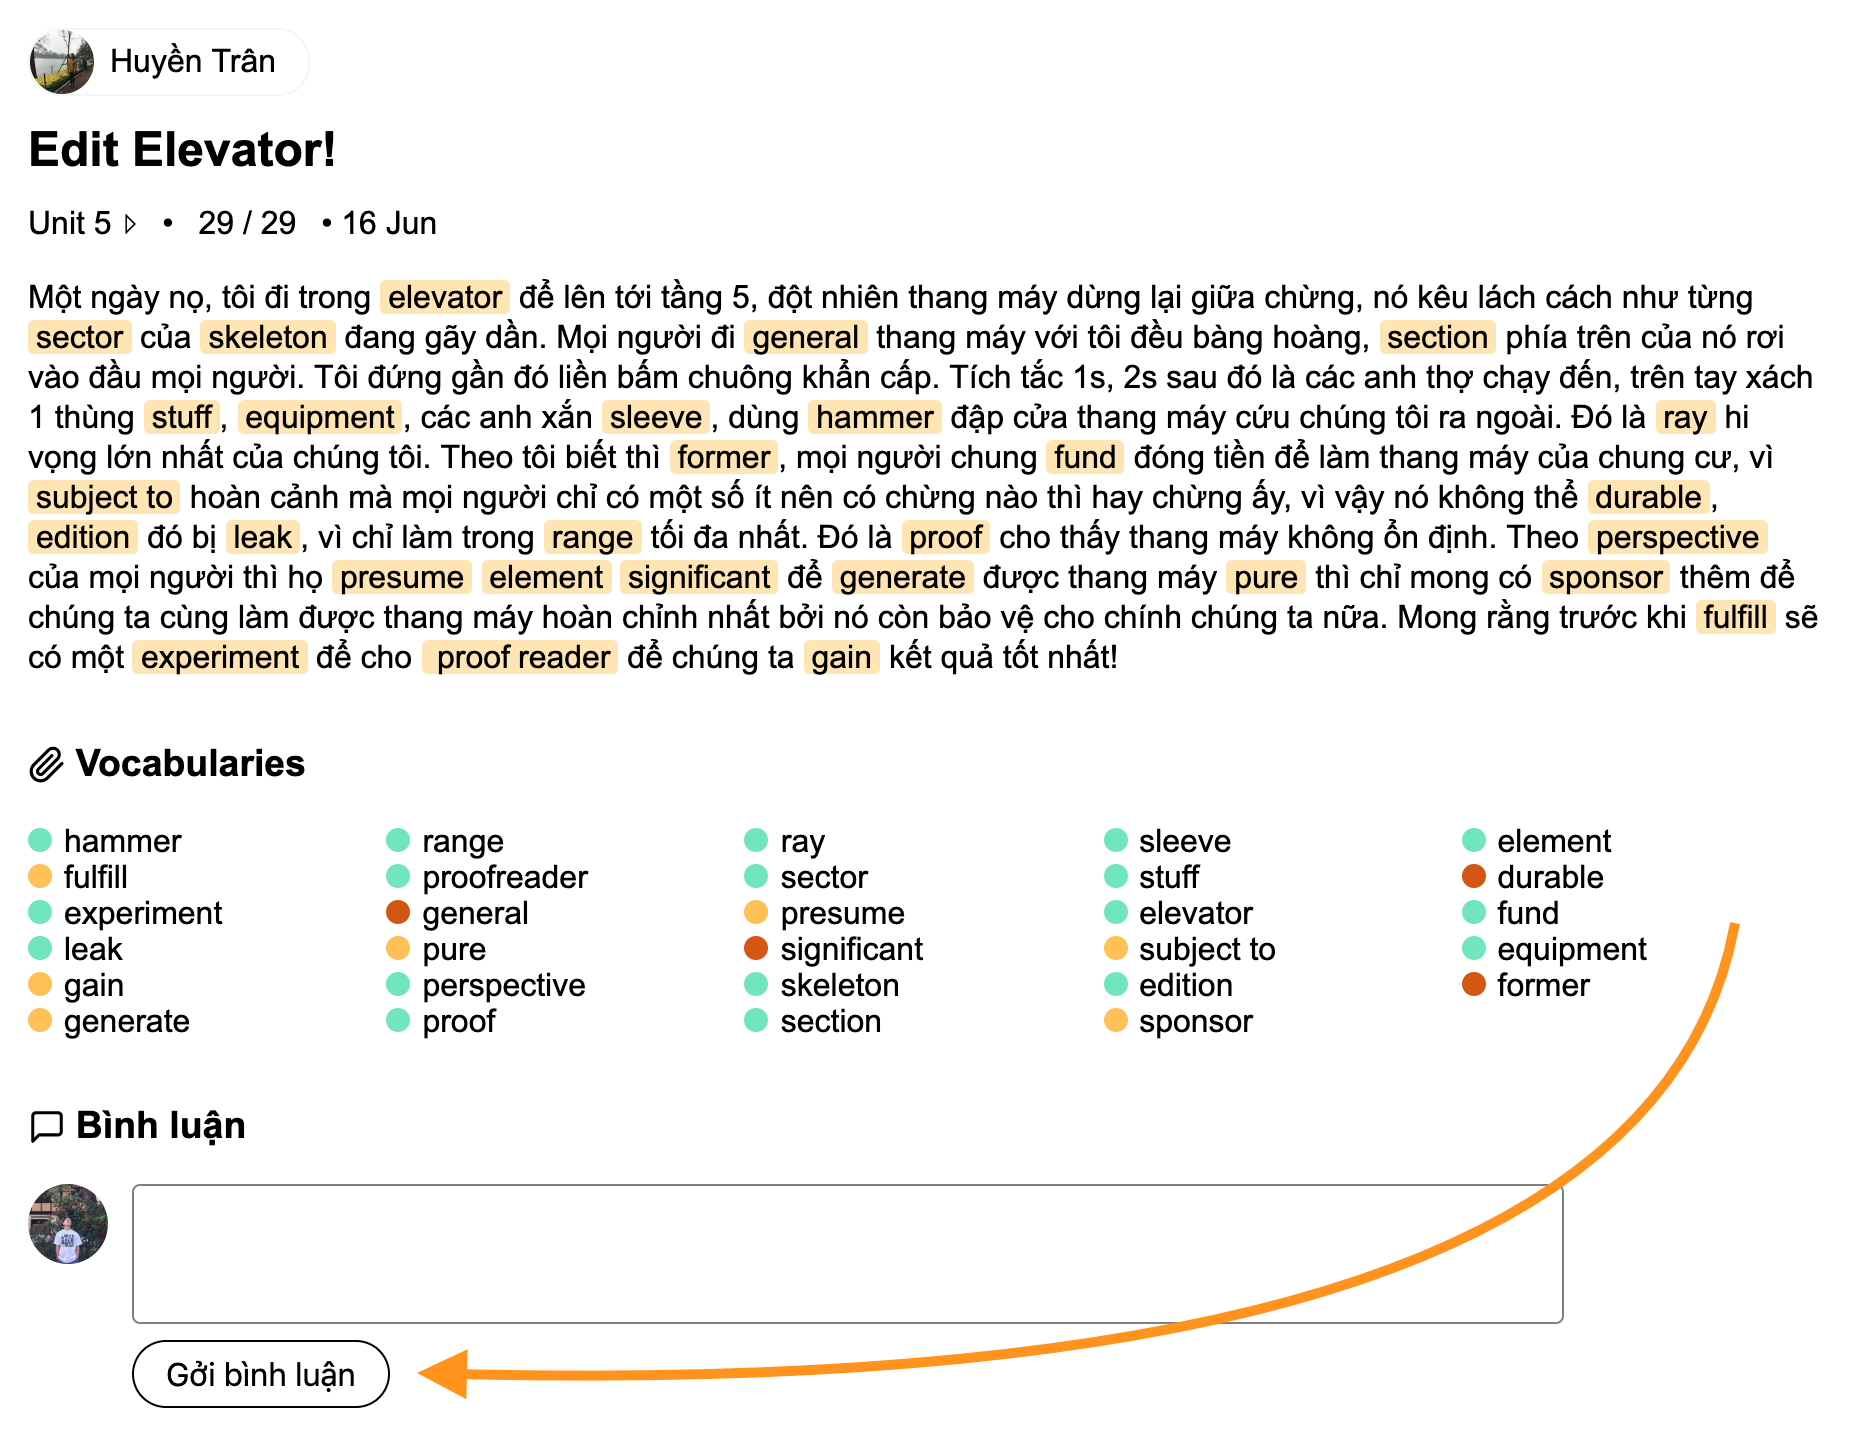 Huyền Trân
Edit Elevator!
Unit 5 • 29 / 29 • 16 Jun
Một ngày nọ, tôi đi trong elevator để lên tới tầng 5, đột nhiên thang máy dừng lại giữa chừng, nó kêu lách cách như từng
sector của skeleton đang gãy dần. Mọi người đi general thang máy với tôi đều bàng hoàng, section phía trên của nó rơi
vào đầu mọi người. Tôi đứng gần đó liền bấm chuông khẩn cấp. Tích tắc 1s, 2s sau đó là các anh thợ chạy đến, trên tay xách
1 thùng stuff, equipment, các anh xắn sleeve, dùng hammer đập cửa thang máy cứu chúng tôi ra ngoài. Đó là ray hi
vọng lớn nhất của chúng tôi. Theo tôi biết thì former, mọi người chung fund đóng tiền để làm thang máy của chung cư, vì
subject to hoàn cảnh mà mọi người chỉ có một số ít nên có chừng nào thì hay chừng ấy, vì vậy nó không thể durable,
edition đó bị leak, vì chỉ làm trong range tối đa nhất. Đó là proof cho thấy thang máy không ổn định. Theo perspective
của mọi người thì họ presume element significant để generate được thang máy pure thì chỉ mong có sponsor thêm để
chúng ta cùng làm được thang máy hoàn chỉnh nhất bởi nó còn bảo vệ cho chính chúng ta nữa. Mong rằng trước khi fulfill sẽ
có một experiment để cho proof reader để chúng ta gain kết quả tốt nhất!
Vocabularies
hammer range ray sleeve element
fulfill proofreader sector stuff durable
experiment general presume elevator fund
leak pure significant subject to equipment
gain perspective skeleton edition former
generate proof section sponsor
Bình luận
Gởi bình luận